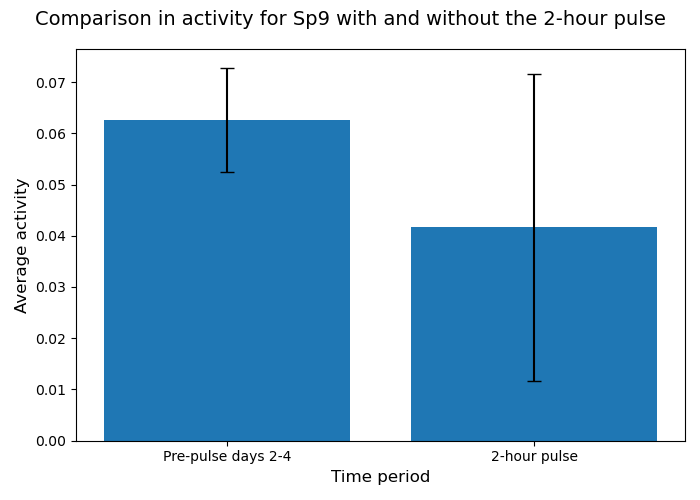 Comparison in activity for Sp9 with and without the 2-hour pulse
0.07
0.06
0.05
0.04
0.03
0.02
0.01
0.00
Average activity
Pre-pulse days 2-4
2-hour pulse
Time period